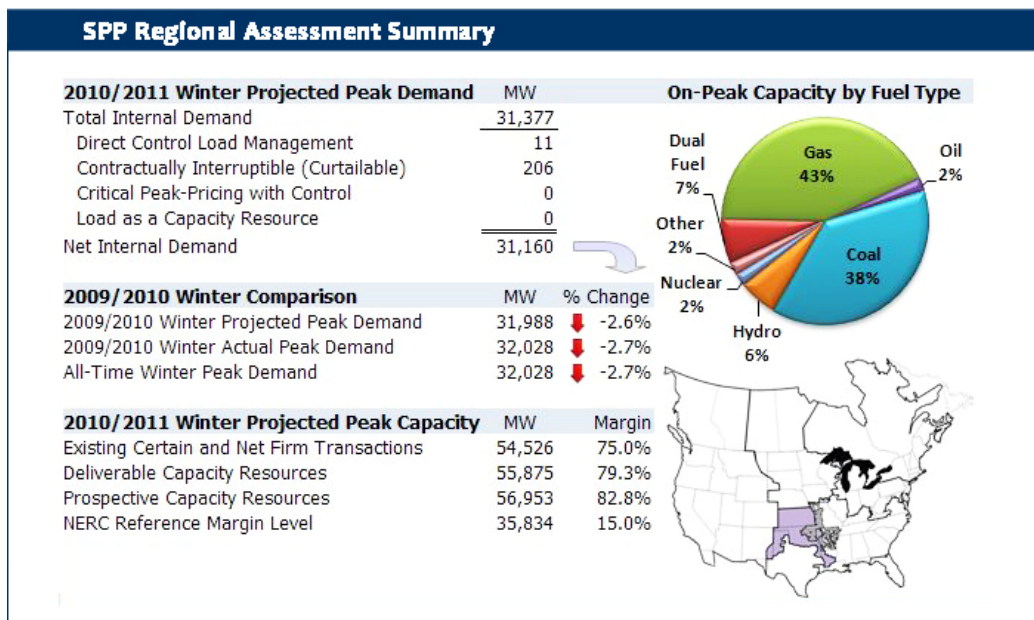 SPP Regional Assessment Summary
2010/2011 Winter Projected Peak Demand MW
Total Internal Demand 31,377
Direct Control Load Management 11
Contractually Interruptible (Curtailable) 206
Critical Peak-Pricing with Control 0
Load as a Capacity Resource 0
Net Internal Demand 31,160
2009/2010 Winter Comparison MW % Change
2009/2010 Winter Projected Peak Demand 31,988 -2.6%
2009/2010 Winter Actual Peak Demand 32,028 -2.7%
All-Time Winter Peak Demand 32,028 -2.7%
2010/2011 Winter Projected Peak Capacity MW Margin
Existing Certain and Net Firm Transactions 54,526 75.0%
Deliverable Capacity Resources 55,875 79.3%
Prospective Capacity Resources 56,953 82.8%
NERC Reference Margin Level 35,834 15.0%
On-Peak Capacity by Fuel Type
Dual
Fuel
7%
Gas
43%
Oil
2%
Other
2%
Coal
38%
Nuclear
2%
Hydro
6%